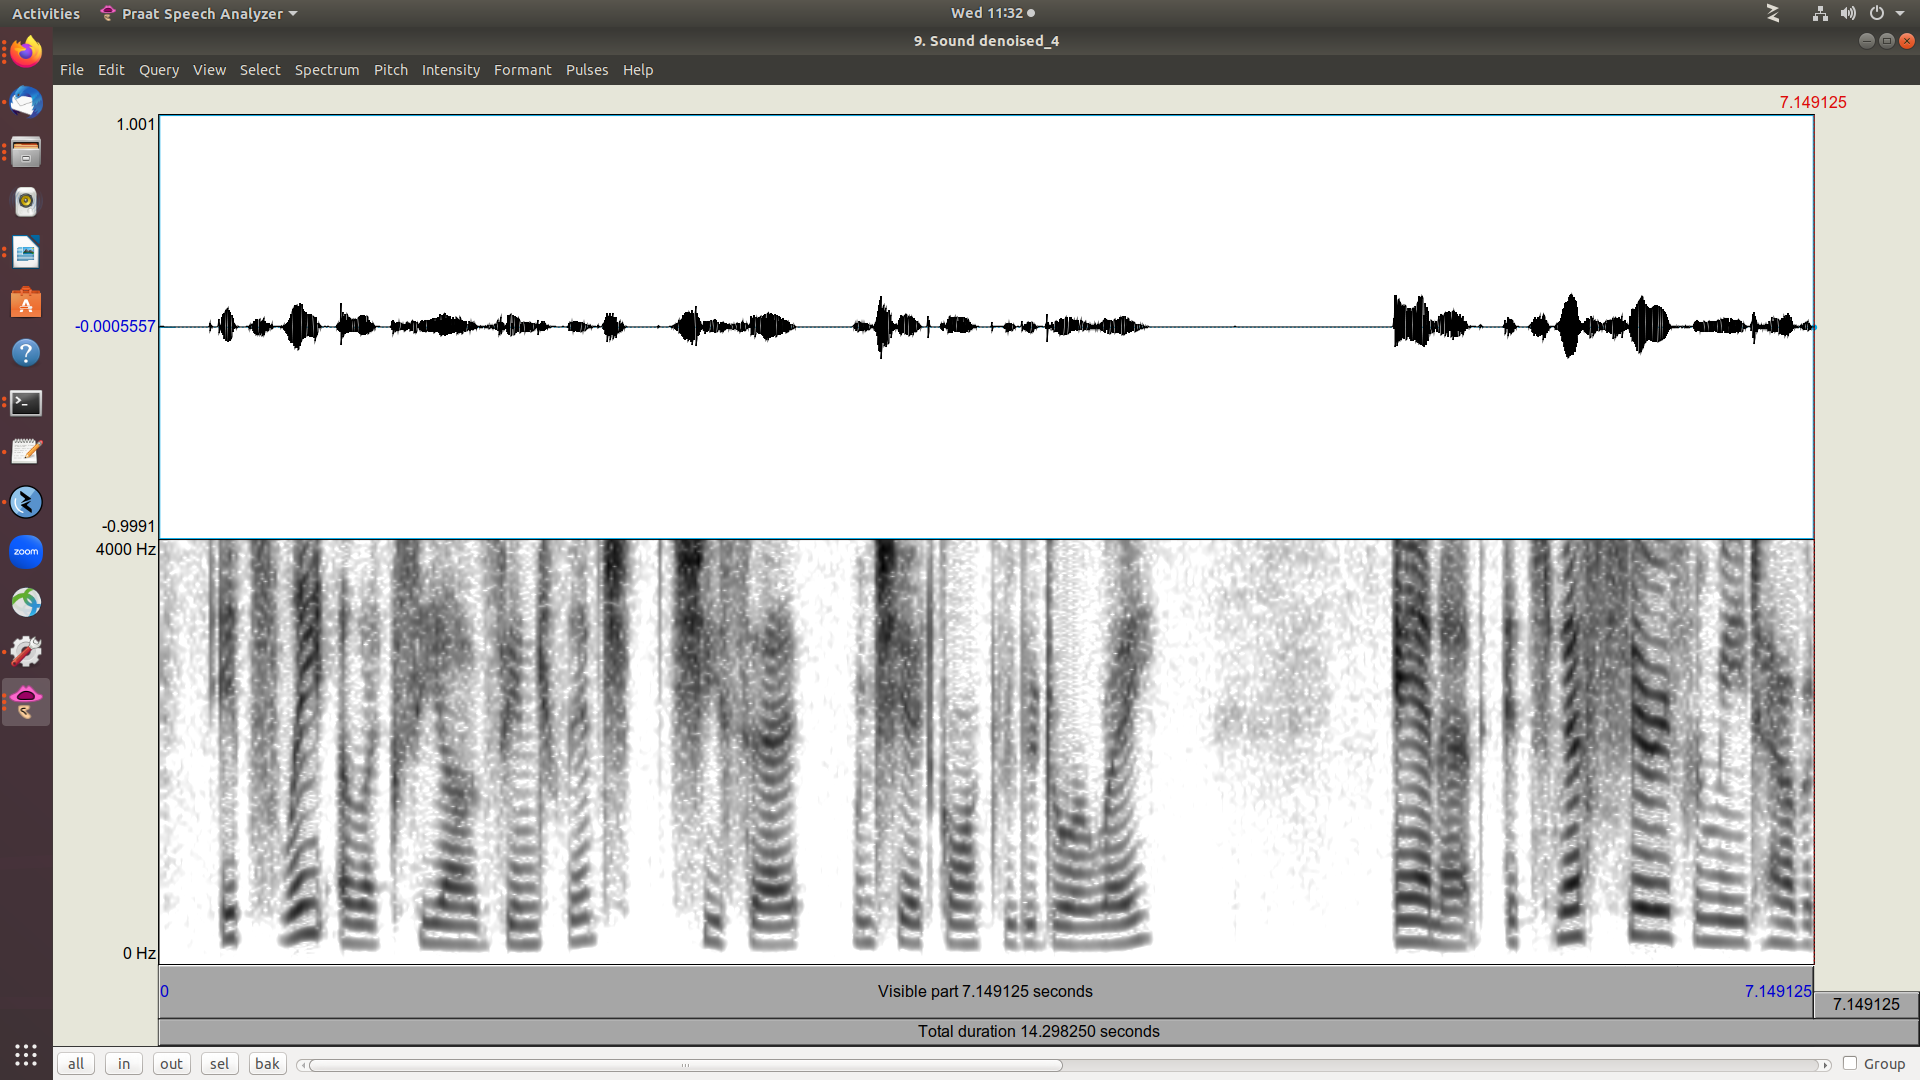 Activities Praat Speech Analyzer Wed 11:32
9. Sound denoised_4
File Edit Query View Select Spectrum Pitch Intensity Formant Pulses Help
7.149125
1.001
-0.0005557
-0.9991
4000 Hz
zoom
0 Hz
0 Visible part 7.149125 seconds 7.149125
7.149125
Total duration 14.298250 seconds
all in out sel bak Group